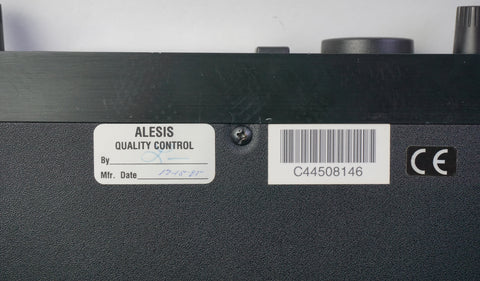 ALESIS
QUALITY CONTROL
By
Mfr. Date
C44508146
CE